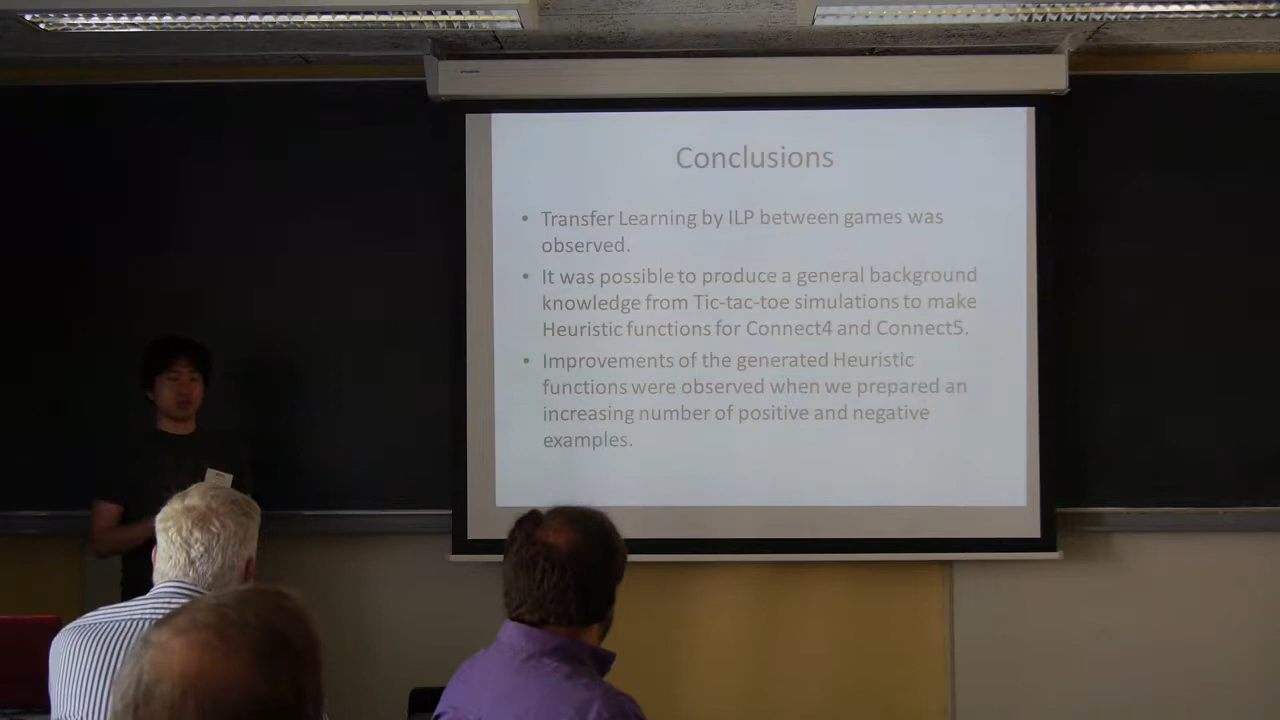 Conclusions
• Transfer Learning by ILP between games was
observed.
• It was possible to produce a general background
knowledge from Tic-tac-toe simulations to make
Heuristic functions for Connect4 and Connect5.
• Improvements of the generated Heuristic
functions were observed when we prepared an
increasing number of positive and negative
examples.